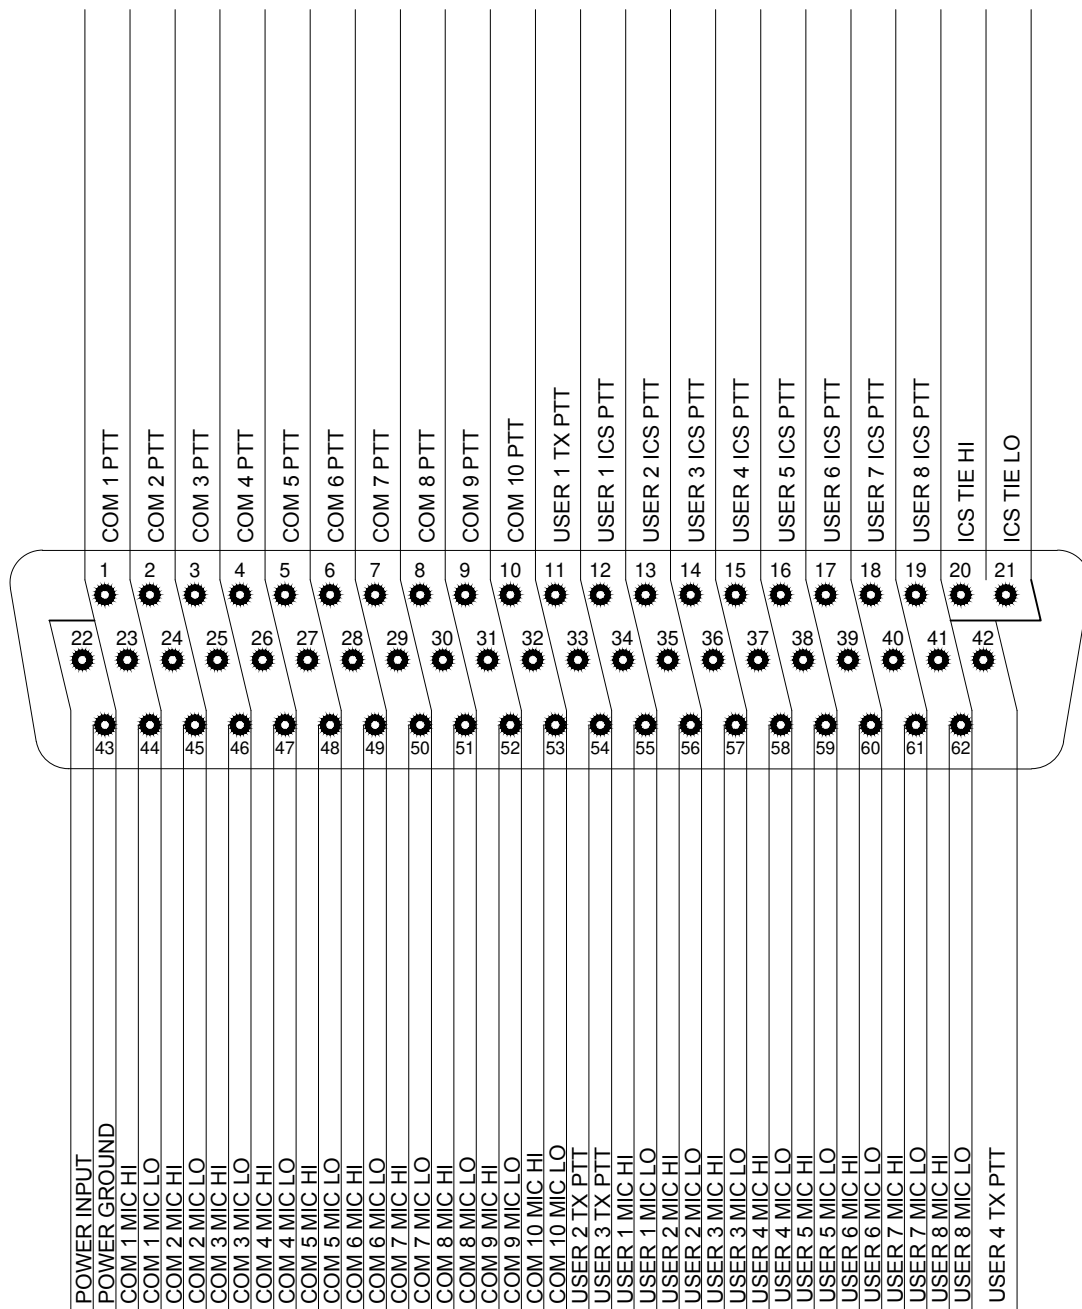 COM 1 PTT
COM 2 PTT
COM 3 PTT
COM 4 PTT
COM 5 PTT
COM 6 PTT
COM 7 PTT
COM 8 PTT
COM 9 PTT
COM 10 PTT
USER 1 TX PTT
USER 1 ICS PTT
USER 2 ICS PTT
USER 3 ICS PTT
USER 4 ICS PTT
USER 5 ICS PTT
USER 6 ICS PTT
USER 7 ICS PTT
USER 8 ICS PTT
ICS TIE HI
ICS TIE LO
1 2 3 4 5 6 7 8 9 10 11 12 13 14 15 16 17 18 19 20 21
22 23 24 25 26 27 28 29 30 31 32 33 34 35 36 37 38 39 40 41 42
43 44 45 46 47 48 49 50 51 52 53 54 55 56 57 58 59 60 61 62
POWER INPUT
POWER GROUND
COM 1 MIC HI
COM 1 MIC LO
COM 2 MIC HI
COM 2 MIC LO
COM 3 MIC HI
COM 3 MIC LO
COM 4 MIC HI
COM 4 MIC LO
COM 5 MIC HI
COM 5 MIC LO
COM 6 MIC HI
COM 6 MIC LO
COM 7 MIC HI
COM 7 MIC LO
COM 8 MIC HI
COM 8 MIC LO
COM 9 MIC HI
COM 9 MIC LO
COM 10 MIC HI
COM 10 MIC LO
USER 2 TX PTT
USER 3 TX PTT
USER 1 MIC HI
USER 1 MIC LO
USER 2 MIC HI
USER 2 MIC LO
USER 3 MIC HI
USER 3 MIC LO
USER 4 MIC HI
USER 4 MIC LO
USER 5 MIC HI
USER 5 MIC LO
USER 6 MIC HI
USER 6 MIC LO
USER 7 MIC HI
USER 7 MIC LO
USER 8 MIC HI
USER 8 MIC LO
USER 4 TX PTT